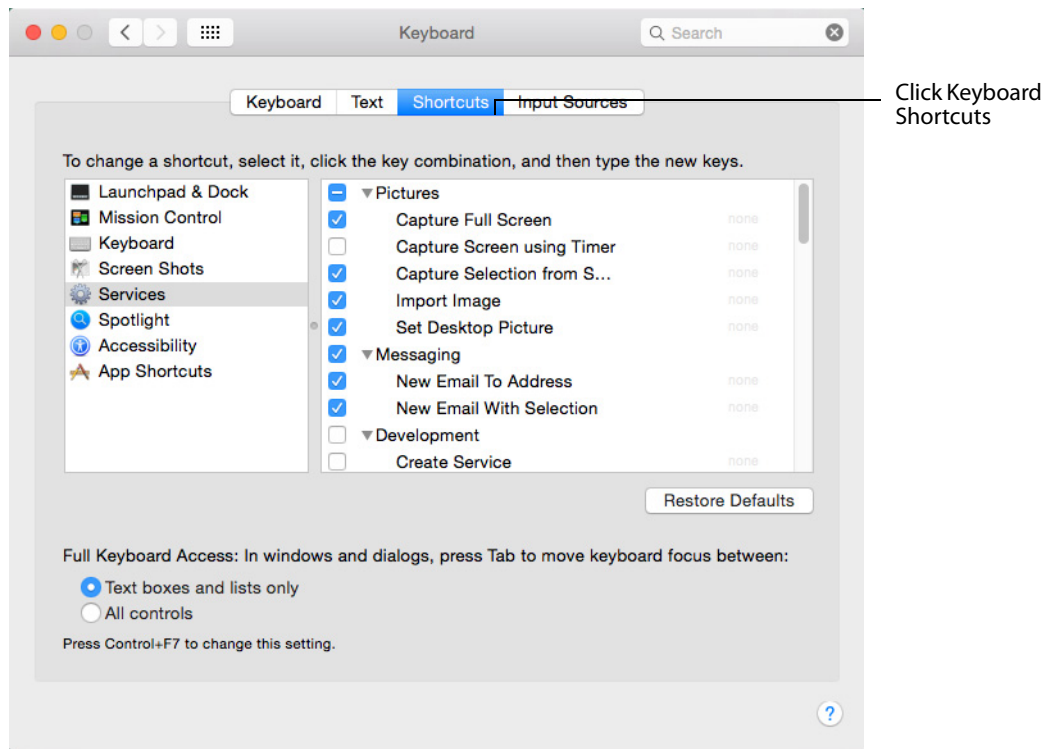 Keyboard
Search
Keyboard Text Shortcuts Input Sources
Click Keyboard
Shortcuts
To change a shortcut, select it, click the key combination, and then type the new keys.
Launchpad & Dock
Mission Control
Keyboard
Screen Shots
Services
Spotlight
Accessibility
App Shortcuts
Pictures
Capture Full Screen none
Capture Screen using Timer none
Capture Selection from S... none
Import Image none
Set Desktop Picture none
Messaging
New Email To Address none
New Email With Selection none
Development
Create Service none
Restore Defaults
Full Keyboard Access: In windows and dialogs, press Tab to move keyboard focus between:
Text boxes and lists only
All controls
Press Control+F7 to change this setting.
?